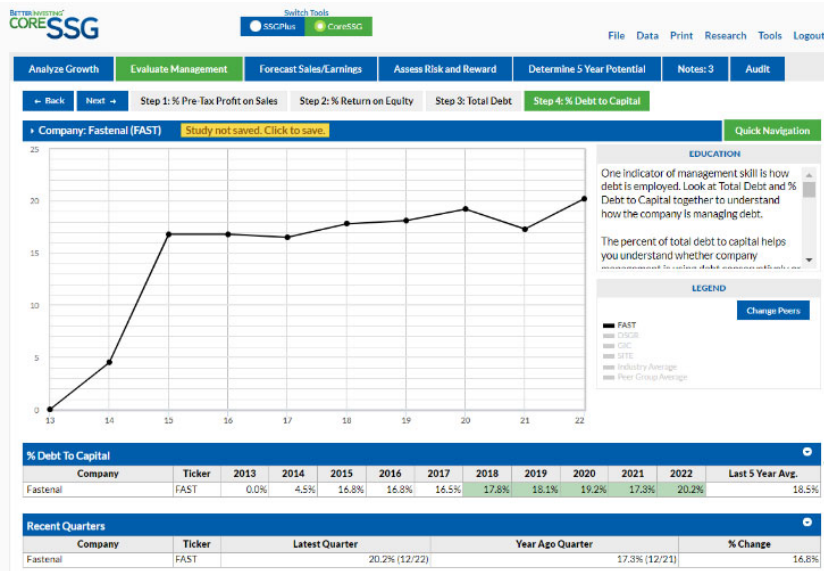 BETTERINVESTING
CORESSG
Switch Tools
SSGPlus CoreSSG
File Data Print Research Tools Logout
Analyze Growth Evaluate Management Forecast Sales/Earnings Assess Risk and Reward Determine 5 Year Potential Notes: 3 Audit
← Back Next → Step 1: % Pre-Tax Profit on Sales Step 2: % Return on Equity Step 3: Total Debt Step 4: % Debt to Capital
Company: Fastenal (FAST) Study not saved. Click to save. Quick Navigation
25
20
15
10
5
0
13 14 15 16 17 18 19 20 21 22
EDUCATION
One indicator of management skill is how
debt is employed. Look at Total Debt and %
Debt to Capital together to understand
how the company is managing debt.
The percent of total debt to capital helps
you understand whether company
management is using debt conservatively or
LEGEND
Change Peers
FAST
DSGR
GIC
SITE
Industry Average
Peer Group Average
% Debt To Capital
Company Ticker 2013 2014 2015 2016 2017 2018 2019 2020 2021 2022 Last 5 Year Avg.
Fastenal FAST 0.0% 4.5% 16.8% 16.8% 16.5% 17.8% 18.1% 19.2% 17.3% 20.2% 18.5%
Recent Quarters
Company Ticker Latest Quarter Year Ago Quarter % Change
Fastenal FAST 20.2% (12/22) 17.3% (12/21) 16.8%